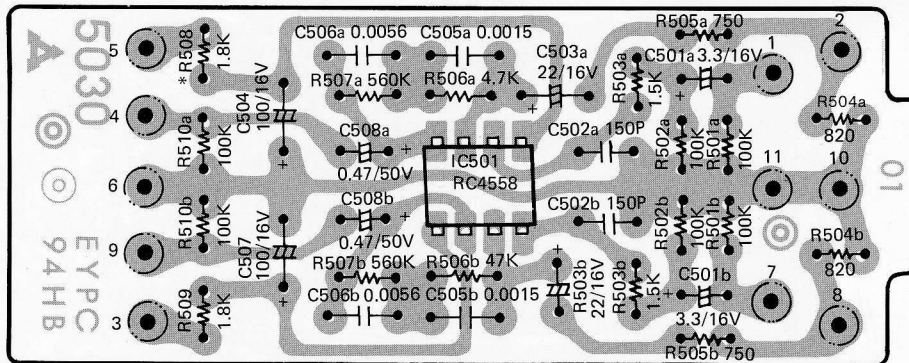 5030
EYPC
94HB
01
5
4
6
9
3
* R508
1.8K
R510a
100K
R510b
100K
R509
1.8K
C504
100/16V
+
C507
100/16V
+
C506a 0.0056
C505a 0.0015
R507a 560K
R506a 4.7K
C503a
22/16V
+
R503a
1.5K
C508a
+
0.47/50V
C508b
+
0.47/50V
IC501
RC4558
C502a 150P
C502b 150P
R507b 560K
R506b 47K
C506b 0.0056
C505b 0.0015
+
R503b
22/16V
R503b
1.5K
R505a 750
C501a 3.3/16V
+
1
2
R502a
100K
R501a
100K
R504a
820
11
10
R502b
100K
R501b
100K
R504b
820
C501b
+
3.3/16V
7
8
R505b 750